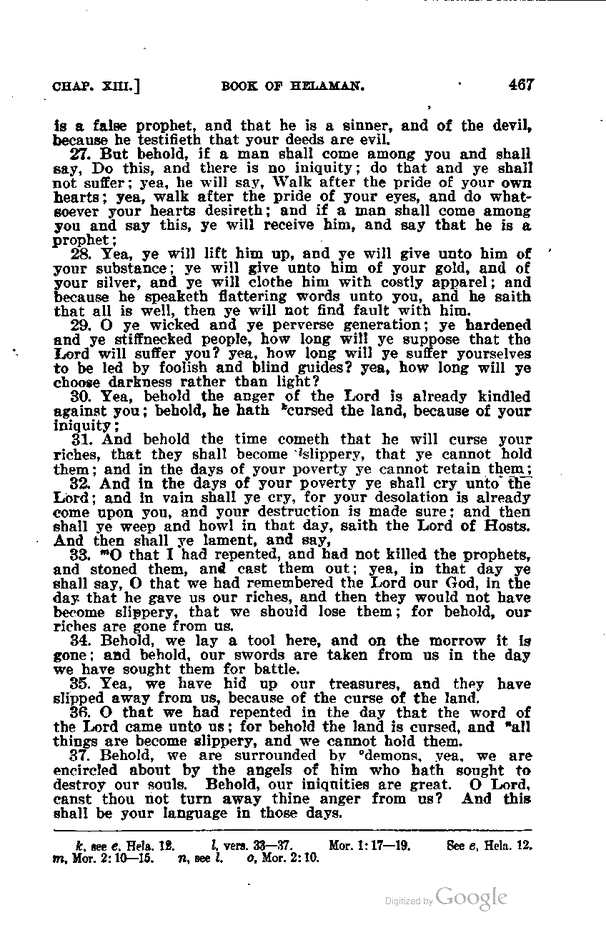 CHAP. XIII.] BOOK OF HELAMAN. 467
is a false prophet, and that he is a sinner, and of the devil,
because he testifieth that your deeds are evil.
27. But behold, if a man shall come among you and shall
say, Do this, and there is no iniquity; do that and ye shall
not suffer; yea, he will say, Walk after the pride of your own
hearts; yea, walk after the pride of your eyes, and do what-
soever your hearts desireth; and if a man shall come among
you and say this, ye will receive him, and say that he is a
prophet;
28. Yea, ye will lift him up, and ye will give unto him of
your substance; ye will give unto him of your gold, and of
your silver, and ye will clothe him with costly apparel; and
because he speaketh flattering words unto you, and he saith
that all is well, then ye will not find fault with him.
29. O ye wicked and ye perverse generation; ye hardened
and ye stiffnecked people, how long will ye suppose that the
Lord will suffer you? yea, how long will ye suffer yourselves
to be led by foolish and blind guides? yea, how long will ye
choose darkness rather than light?
30. Yea, behold the anger of the Lord is already kindled
against you; behold, he hath ᵏcursed the land, because of your
iniquity;
31. And behold the time cometh that he will curse your
riches, that they shall become ˡslippery, that ye cannot hold
them; and in the days of your poverty ye cannot retain them;
32. And in the days of your poverty ye shall cry unto the
Lord; and in vain shall ye cry, for your desolation is already
come upon you, and your destruction is made sure; and then
shall ye weep and howl in that day, saith the Lord of Hosts.
And then shall ye lament, and say,
33. ᵐO that I had repented, and had not killed the prophets,
and stoned them, and cast them out; yea, in that day ye
shall say, O that we had remembered the Lord our God, in the
day that he gave us our riches, and then they would not have
become slippery, that we should lose them; for behold, our
riches are gone from us.
34. Behold, we lay a tool here, and on the morrow it is
gone; and behold, our swords are taken from us in the day
we have sought them for battle.
35. Yea, we have hid up our treasures, and they have
slipped away from us, because of the curse of the land.
36. O that we had repented in the day that the word of
the Lord came unto us; for behold the land is cursed, and ⁿall
things are become slippery, and we cannot hold them.
37. Behold, we are surrounded by ᵒdemons, yea, we are
encircled about by the angels of him who hath sought to
destroy our souls. Behold, our iniquities are great. O Lord,
canst thou not turn away thine anger from us? And this
shall be your language in those days.
k, see e, Hela. 12. l, vers. 33—37. Mor. 1:17—19. See e, Hela. 12.
m, Mor. 2:10—15. n, see l. o, Mor. 2:10.
Digitized by Google